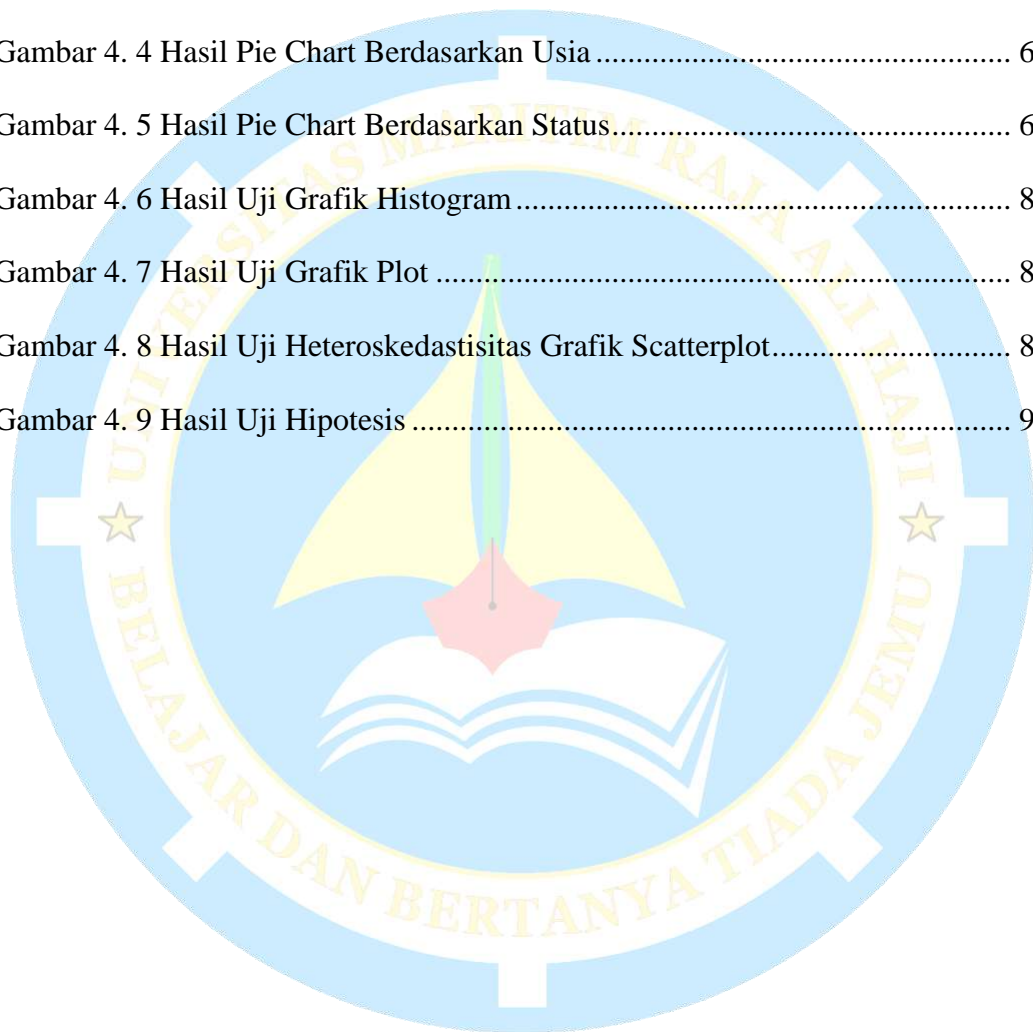 Gambar 4. 4 Hasil Pie Chart Berdasarkan Usia .................................................. 6
Gambar 4. 5 Hasil Pie Chart Berdasarkan Status................................................ 6
Gambar 4. 6 Hasil Uji Grafik Histogram ............................................................ 8
Gambar 4. 7 Hasil Uji Grafik Plot ..................................................................... 8
Gambar 4. 8 Hasil Uji Heteroskedastisitas Grafik Scatterplot............................. 8
Gambar 4. 9 Hasil Uji Hipotesis ........................................................................ 9
UNIVERSITAS MARITIM RAJA ALI HAJI
BELAJAR DAN BERTANYA TIADA JEMU